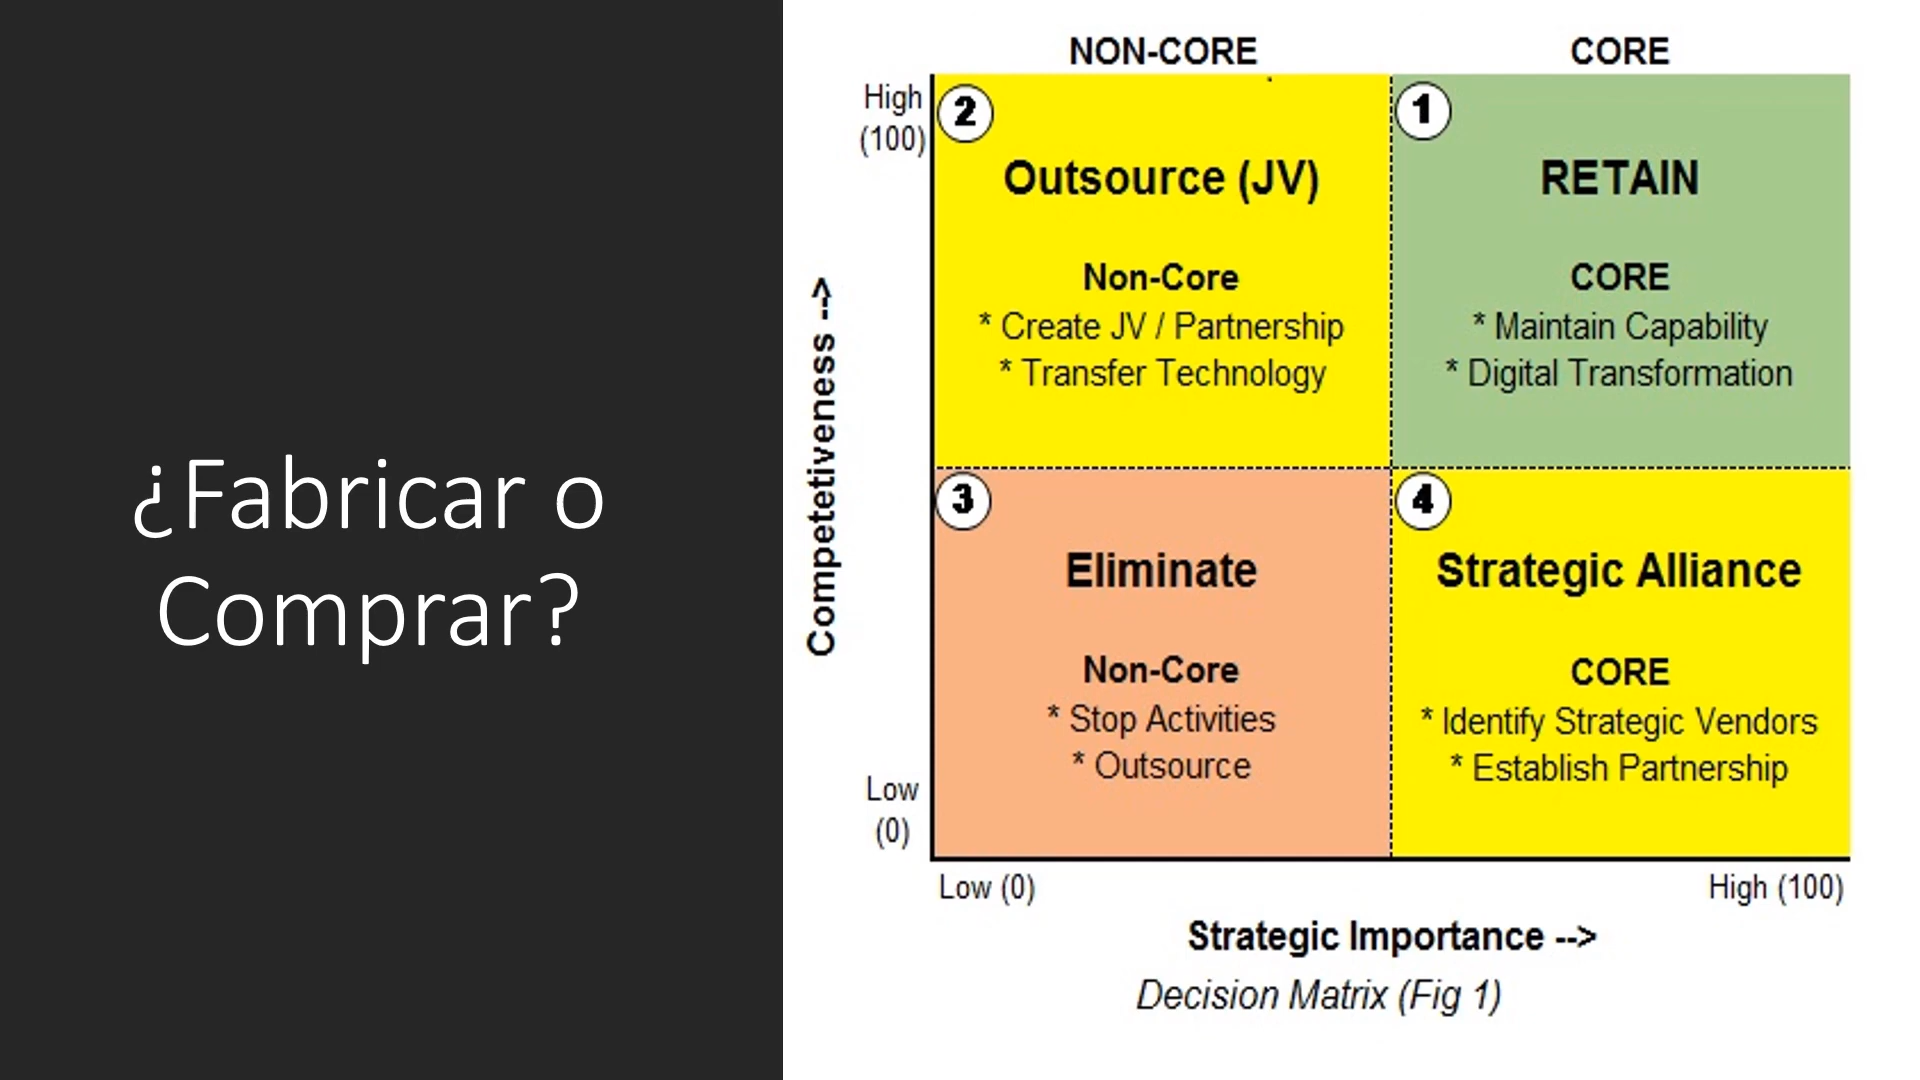 ¿Fabricar o
Comprar?
NON-CORE
CORE
High
(100)
2
Outsource (JV)
Non-Core
* Create JV / Partnership
* Transfer Technology
1
RETAIN
CORE
* Maintain Capability
* Digital Transformation
Competetiveness -->
3
Eliminate
Non-Core
* Stop Activities
* Outsource
4
Strategic Alliance
CORE
* Identify Strategic Vendors
* Establish Partnership
Low
(0)
Low (0)
High (100)
Strategic Importance -->
Decision Matrix (Fig 1)